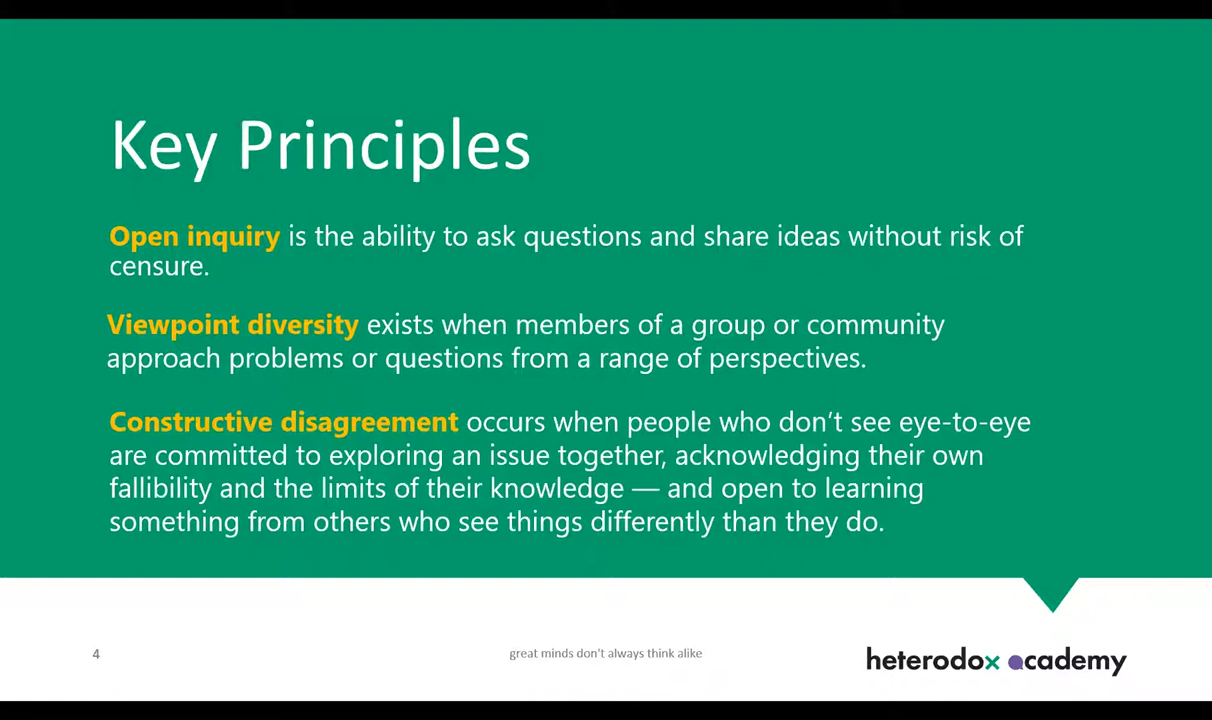 Key Principles
Open inquiry is the ability to ask questions and share ideas without risk of
censure.
Viewpoint diversity exists when members of a group or community
approach problems or questions from a range of perspectives.
Constructive disagreement occurs when people who don’t see eye-to-eye
are committed to exploring an issue together, acknowledging their own
fallibility and the limits of their knowledge — and open to learning
something from others who see things differently than they do.
4
great minds don't always think alike
heterodox academy